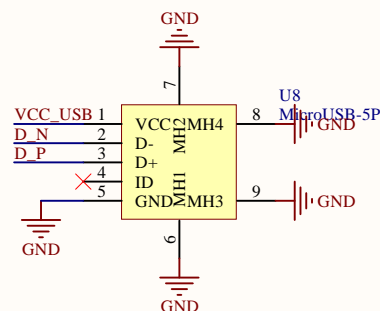 GND
7
U8
MicroUSB-5P
VCC_USB 1 VCC MH2 MH4 8 GND
D_N 2 D-
D_P 3 D+
4 ID
5 GND MH1 MH3 9 GND
GND
6
GND